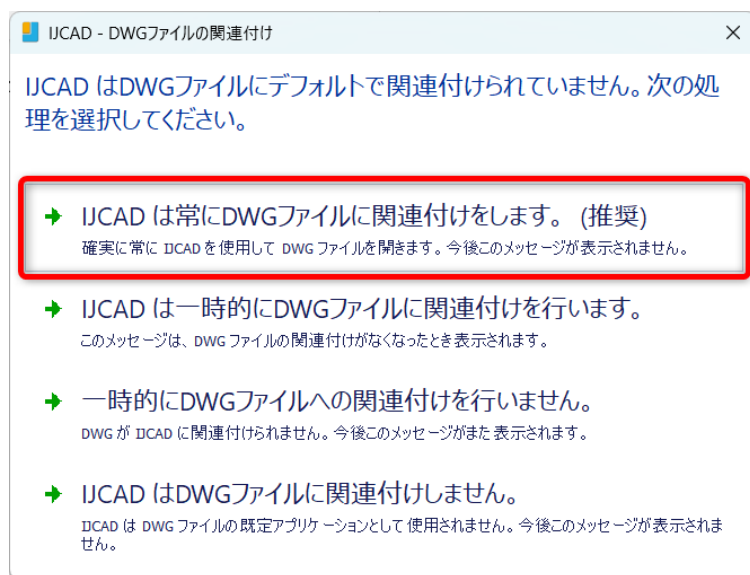 IJCAD - DWGファイルの関連付け
IJCAD はDWGファイルにデフォルトで関連付けられていません。次の処
理を選択してください。
IJCAD は常にDWGファイルに関連付けをします。 (推奨)
確実に常に IJCAD を使用して DWG ファイルを開きます。今後このメッセージが表示されません。
IJCAD は一時的にDWGファイルに関連付けを行います。
このメッセージは、DWG ファイルの関連付けがなくなったとき表示されます。
一時的にDWGファイルへの関連付けを行いません。
DWG が IJCAD に関連付けられません。今後このメッセージがまた表示されます。
IJCAD はDWGファイルに関連付けしません。
IJCAD は DWG ファイルの既定アプリケーションとして使用されません。今後このメッセージが表示されま
せん。